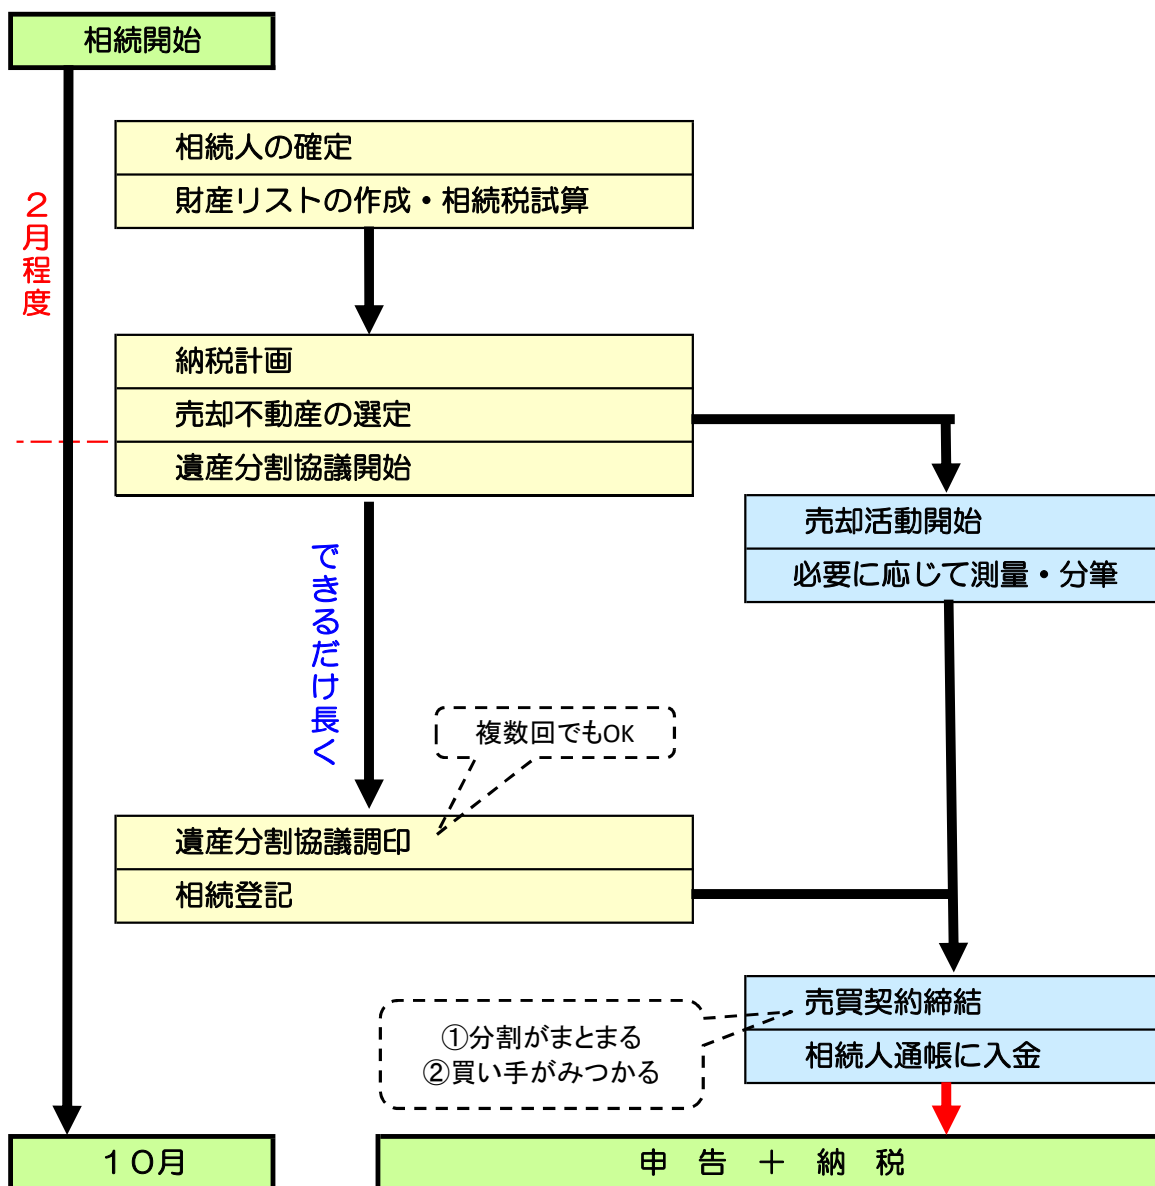 相続開始
相続人の確定
財産リストの作成・相続税試算
２月程度
納税計画
売却不動産の選定
遺産分割協議開始
売却活動開始
必要に応じて測量・分筆
できるだけ長く
複数回でもOK
遺産分割協議調印
相続登記
売買契約締結
①分割がまとまる
相続人通帳に入金
②買い手がみつかる
１０月
申 告 ＋ 納 税